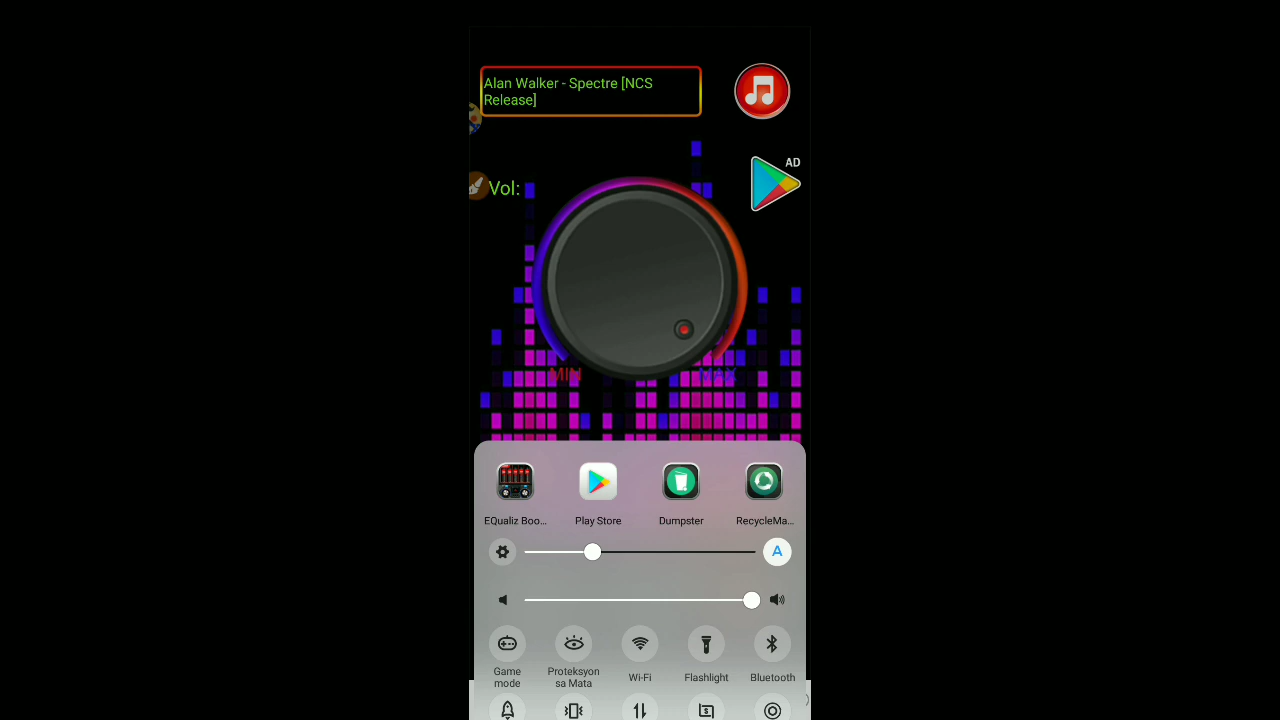 Alan Walker - Spectre [NCS
Release]
AD
Vol:
MIN MAX
EQualiz Boo... Play Store Dumpster RecycleMa...
A
Game
mode
Proteksyon
sa Mata
Wi-Fi
Flashlight
Bluetooth